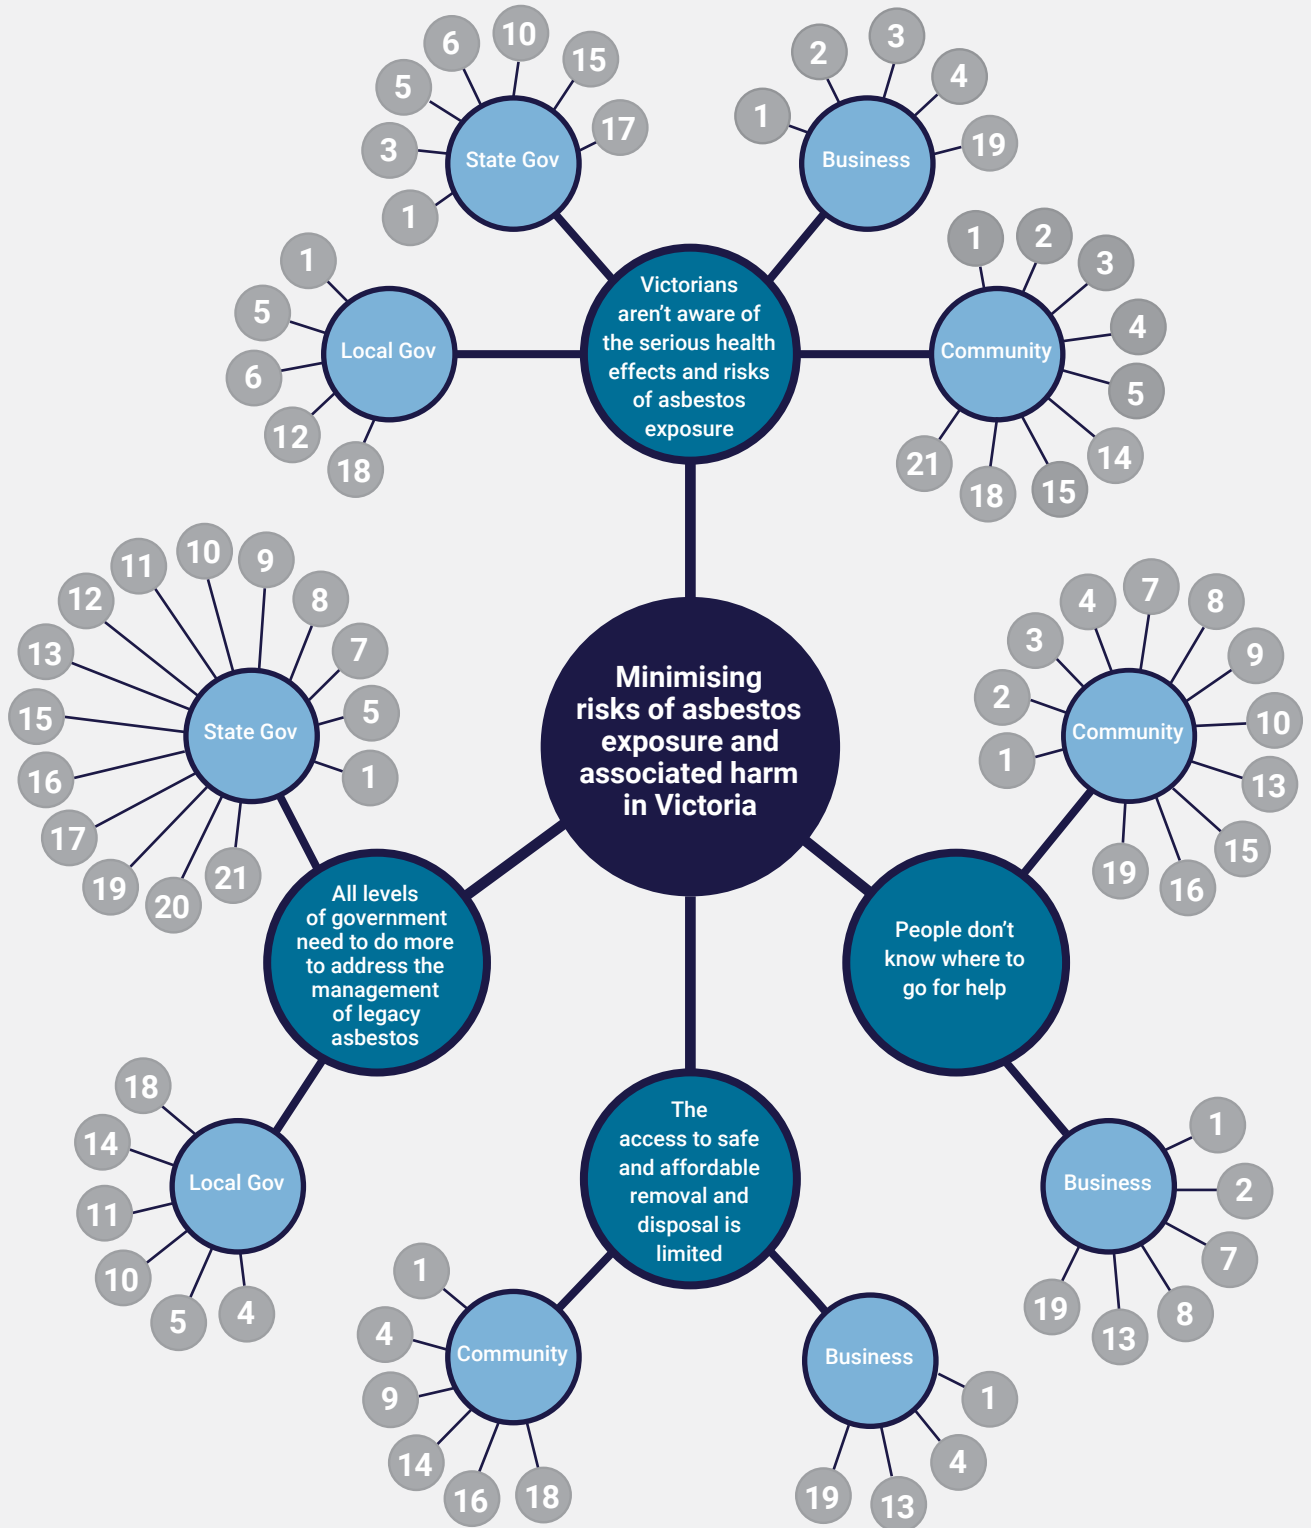 6
10
15
5
3
1
17
State Gov
1
2
3
4
19
Business
1
5
6
12
18
Local Gov
Victorians
aren't aware of
the serious health
effects and risks
of asbestos
exposure
1
2
3
4
5
14
15
18
21
Community
Minimising
risks of asbestos
exposure and
associated harm
in Victoria
13
12
11
10
9
8
7
5
1
15
16
17
19
20
21
State Gov
All levels
of government
need to do more
to address the
management
of legacy
asbestos
18
14
11
10
5
4
Local Gov
1
2
3
4
7
8
9
10
13
15
16
19
Community
People don't
know where to
go for help
1
2
7
8
13
19
Business
The
access to safe
and affordable
removal and
disposal is
limited
1
4
9
14
16
18
Community
Business
1
4
13
19